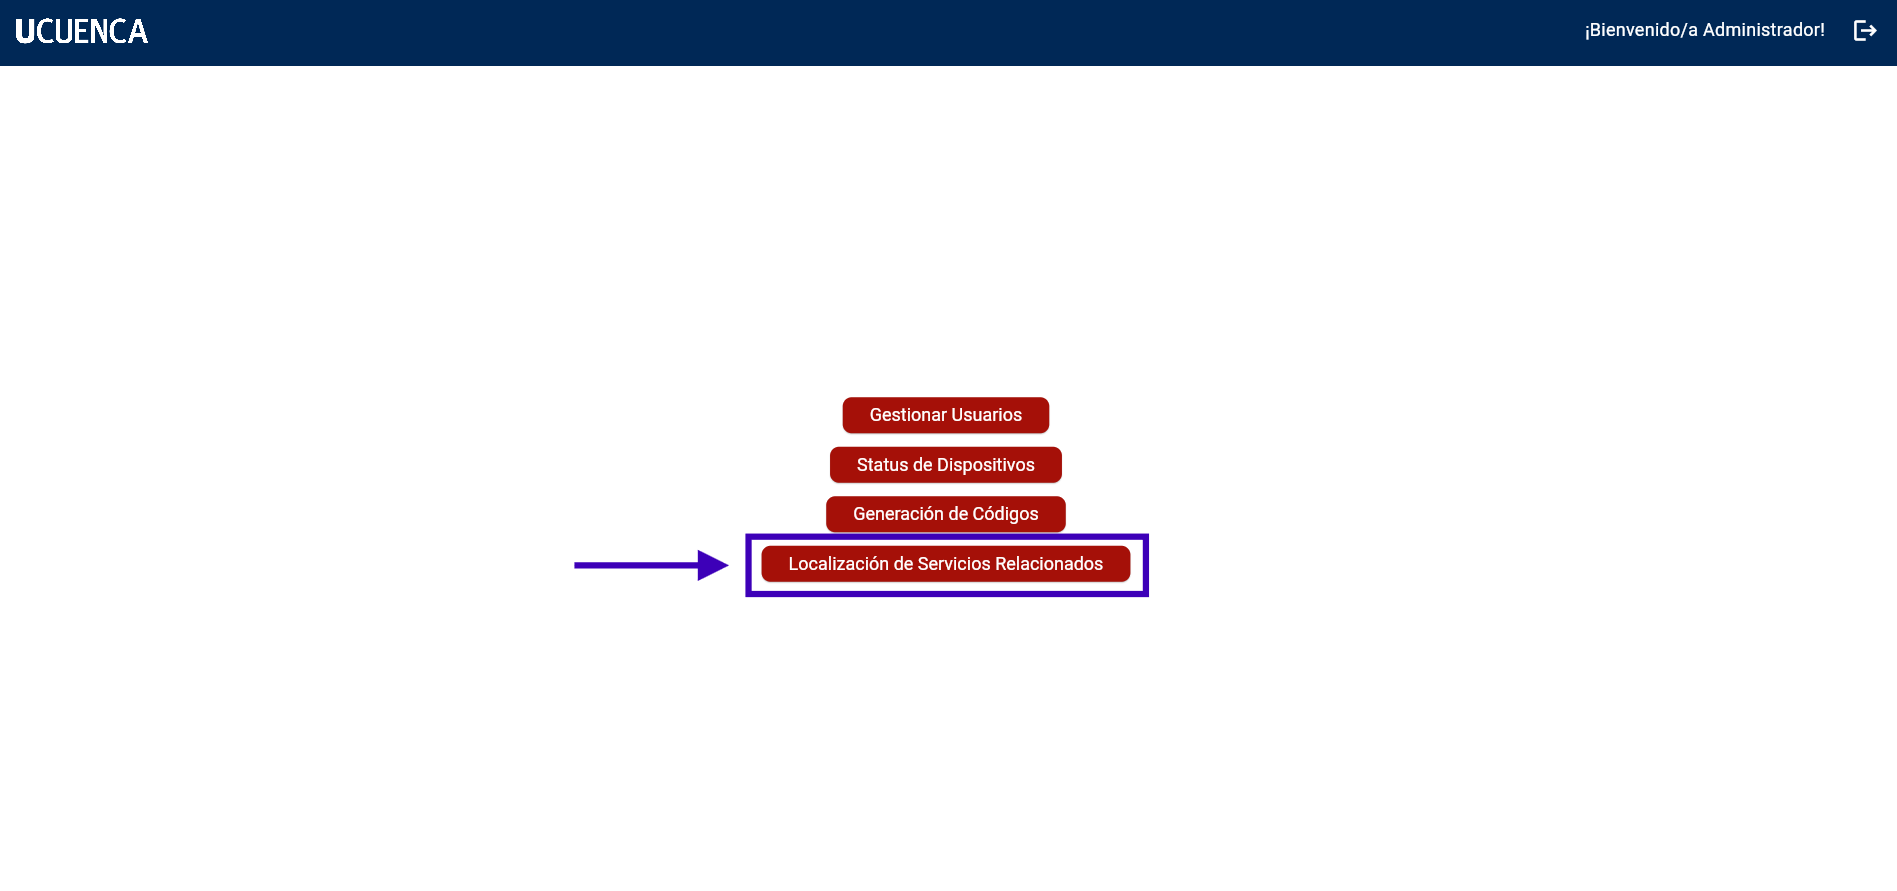 UCUENCA
¡Bienvenido/a Administrador!
Gestionar Usuarios
Status de Dispositivos
Generación de Códigos
Localización de Servicios Relacionados